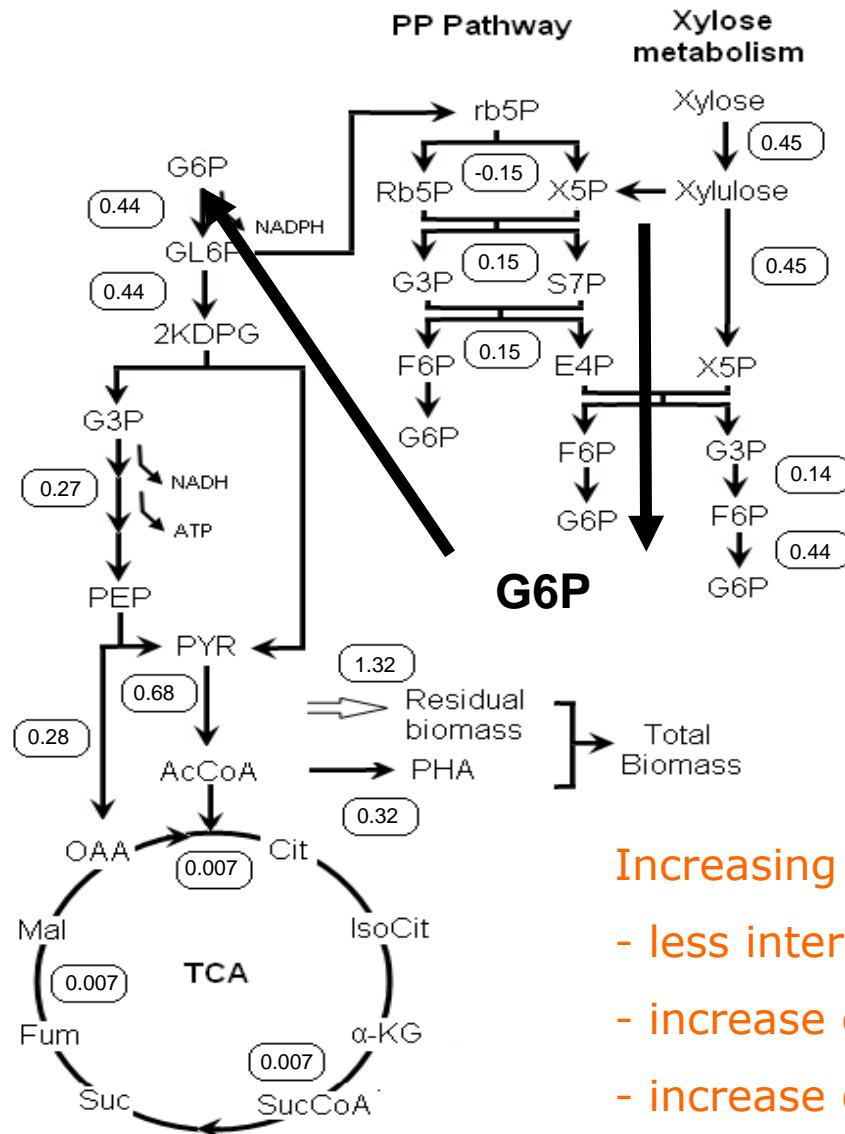 PP Pathway
Xylose
metabolism
rb5P
Xylose
0.45
G6P
-0.15
Rb5P
X5P
Xylulose
0.44
NADPH
GL6P
G3P
0.15
S7P
0.45
0.44
2KDPG
F6P
0.15
E4P
X5P
G3P
G6P
F6P
G3P
0.27
NADH
0.14
ATP
G6P
F6P
0.44
PEP
G6P
G6P
PYR
1.32
0.68
Residual
biomass
0.28
Total
Biomass
AcCoA
PHA
0.32
OAA
0.007
Cit
Increasing
Mal
IsoCit
- less inter
TCA
0.007
Fum
α-KG
- increase
0.007
Suc
SucCoA
- increase